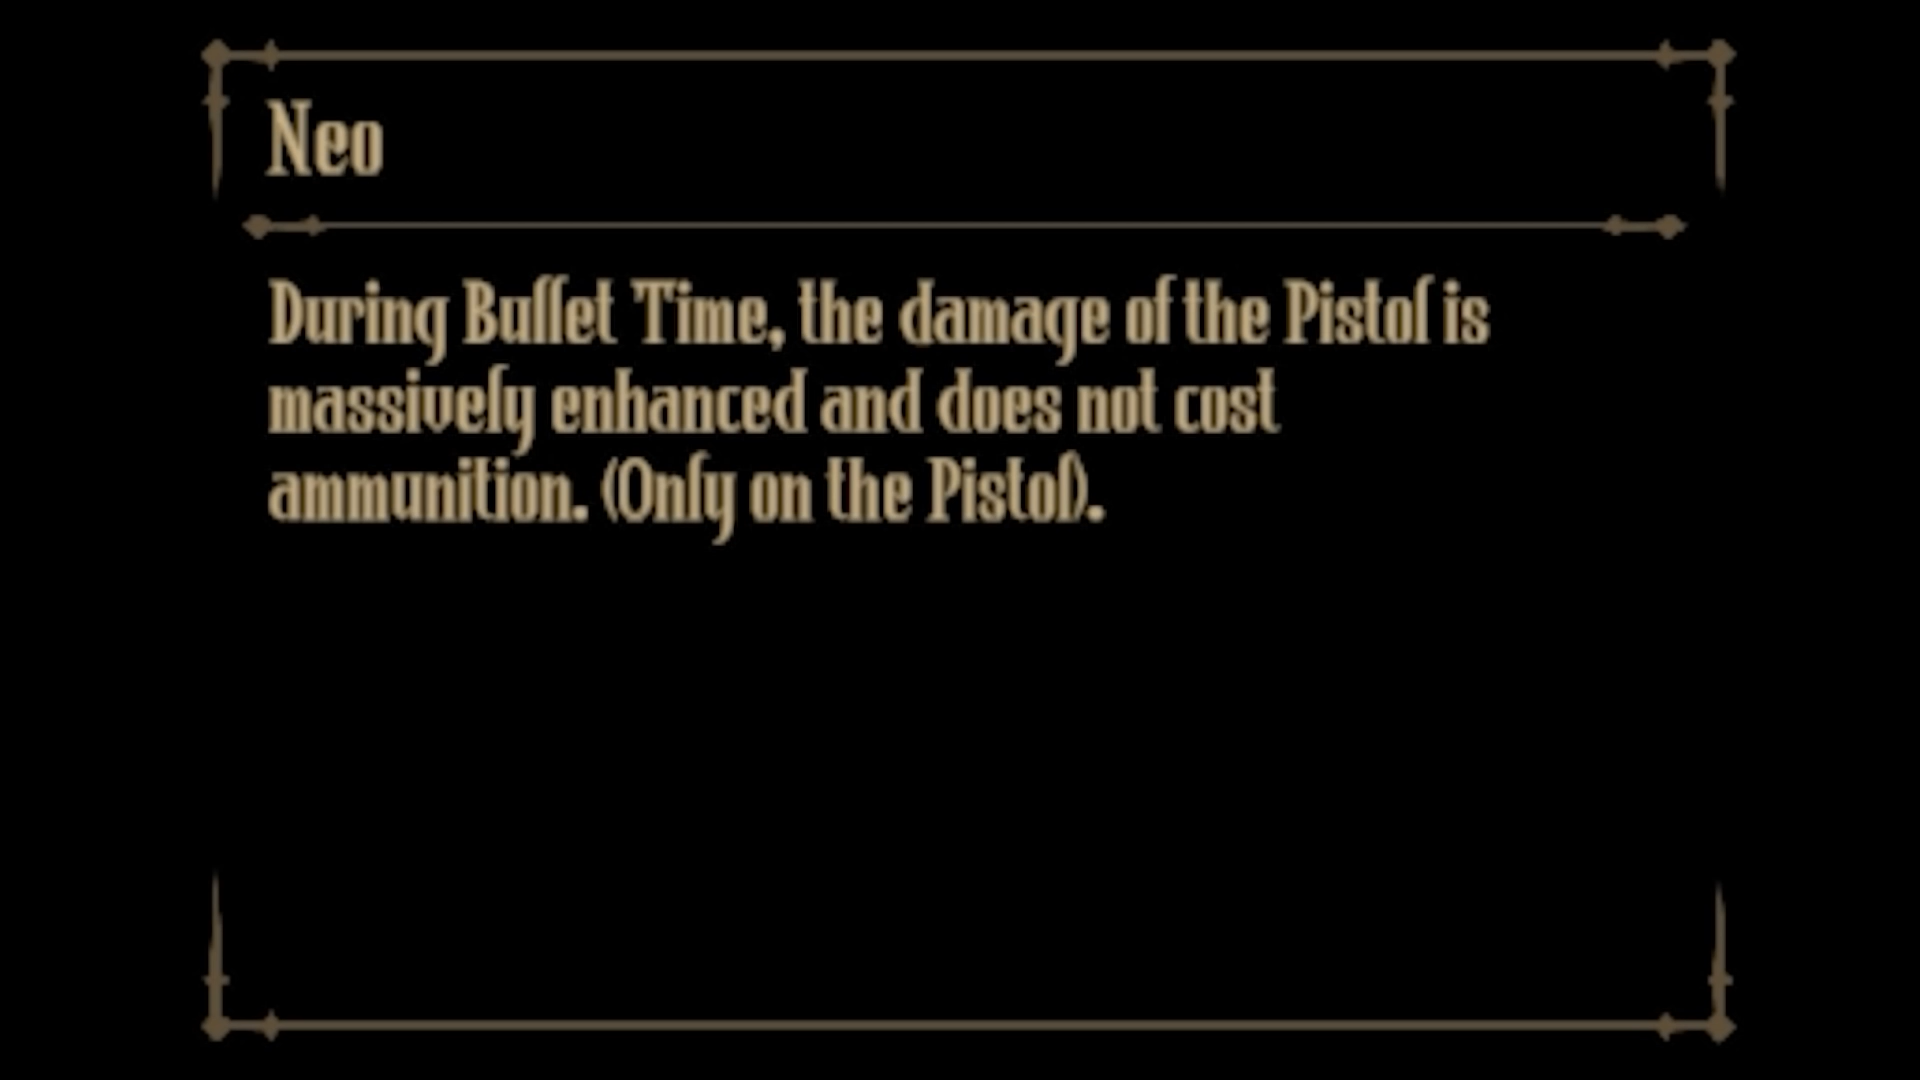 Neo
During Bullet Time, the damage of the Pistol is
massively enhanced and does not cost
ammunition. (Only on the Pistol).